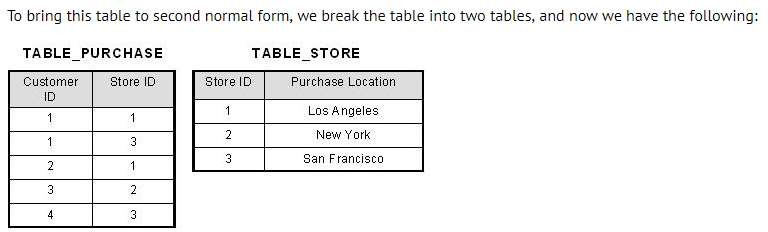 To bring this table to second normal form, we break the table into two tables, and now we have the following:
TABLE_PURCHASE
Customer ID Store ID
1 1
1 3
2 1
3 2
4 3
TABLE_STORE
Store ID Purchase Location
1 Los Angeles
2 New York
3 San Francisco